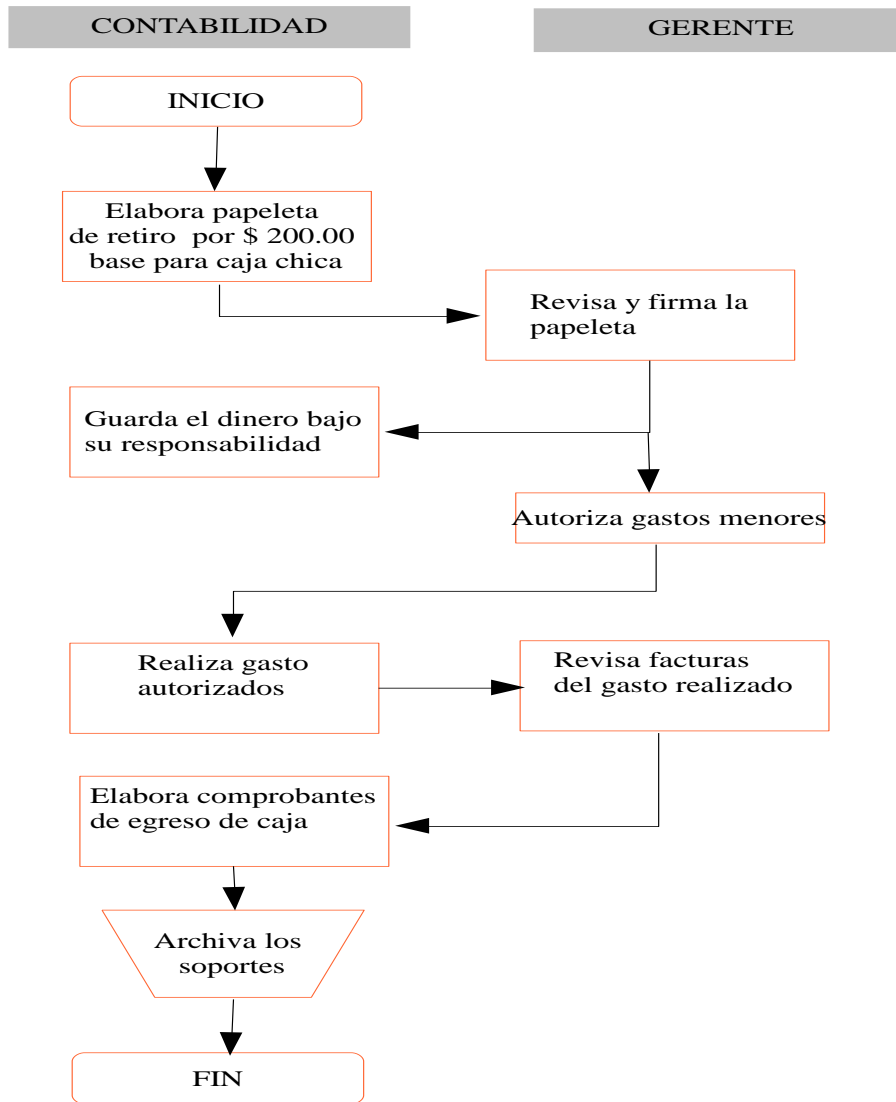 CONTABILIDAD
GERENTE
INICIO
Elabora papeleta
de retiro por $ 200.00
base para caja chica
Revisa y firma la
papeleta
Guarda el dinero bajo
su responsabilidad
Autoriza gastos menores
Realiza gasto
autorizados
Revisa facturas
del gasto realizado
Elabora comprobantes
de egreso de caja
Archiva los
soportes
FIN